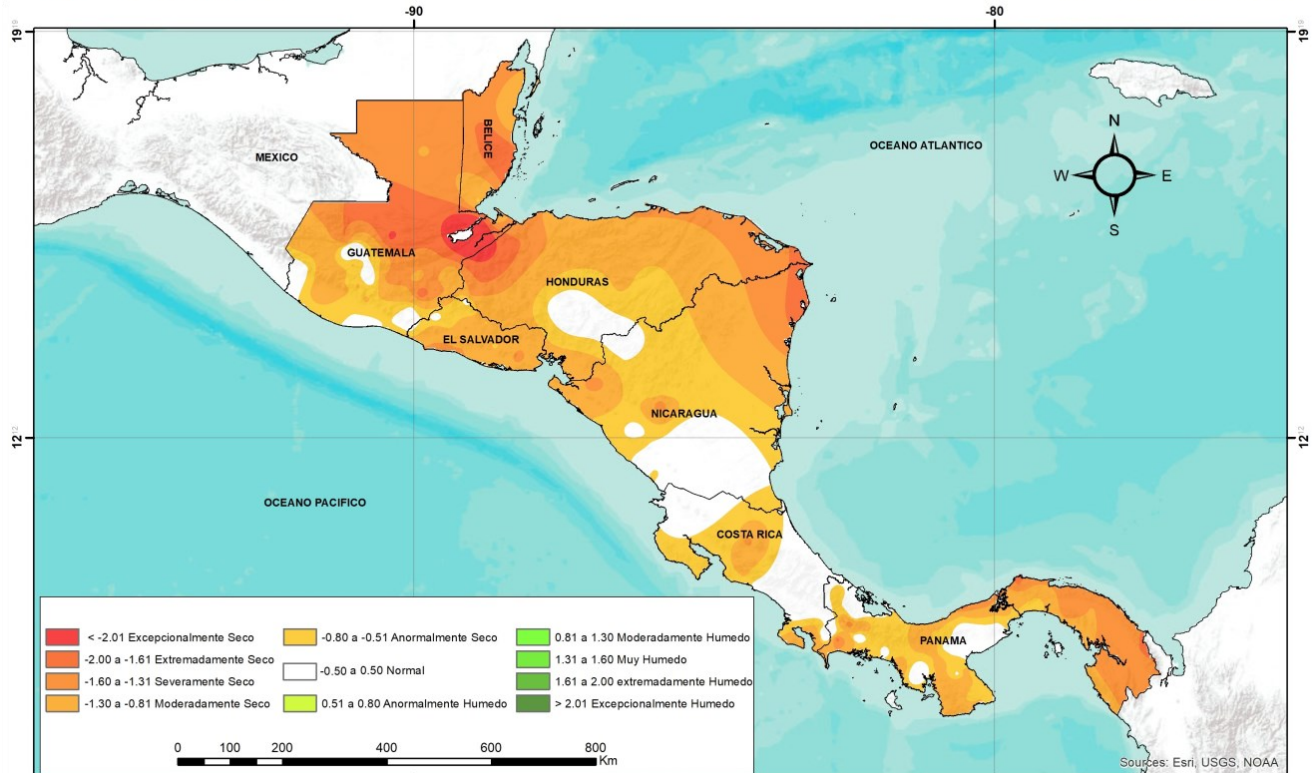 -90
-80
19
19
19
19
N
W
E
S
OCEANO ATLANTICO
MEXICO
BELICE
GUATEMALA
HONDURAS
EL SALVADOR
NICARAGUA
12
12
12
12
OCEANO PACIFICO
COSTA RICA
PANAMA
< -2.01 Excepcionalmente Seco
-2.00 a -1.61 Extremadamente Seco
-1.60 a -1.31 Severamente Seco
-1.30 a -0.81 Moderadamente Seco
-0.80 a -0.51 Anormalmente Seco
-0.50 a 0.50 Normal
0.51 a 0.80 Anormalmente Humedo
0.81 a 1.30 Moderadamente Humedo
1.31 a 1.60 Muy Humedo
1.61 a 2.00 extremadamente Humedo
> 2.01 Excepcionalmente Humedo
0 100 200 400 600 800
Km
Sources: Esri, USGS, NOAA